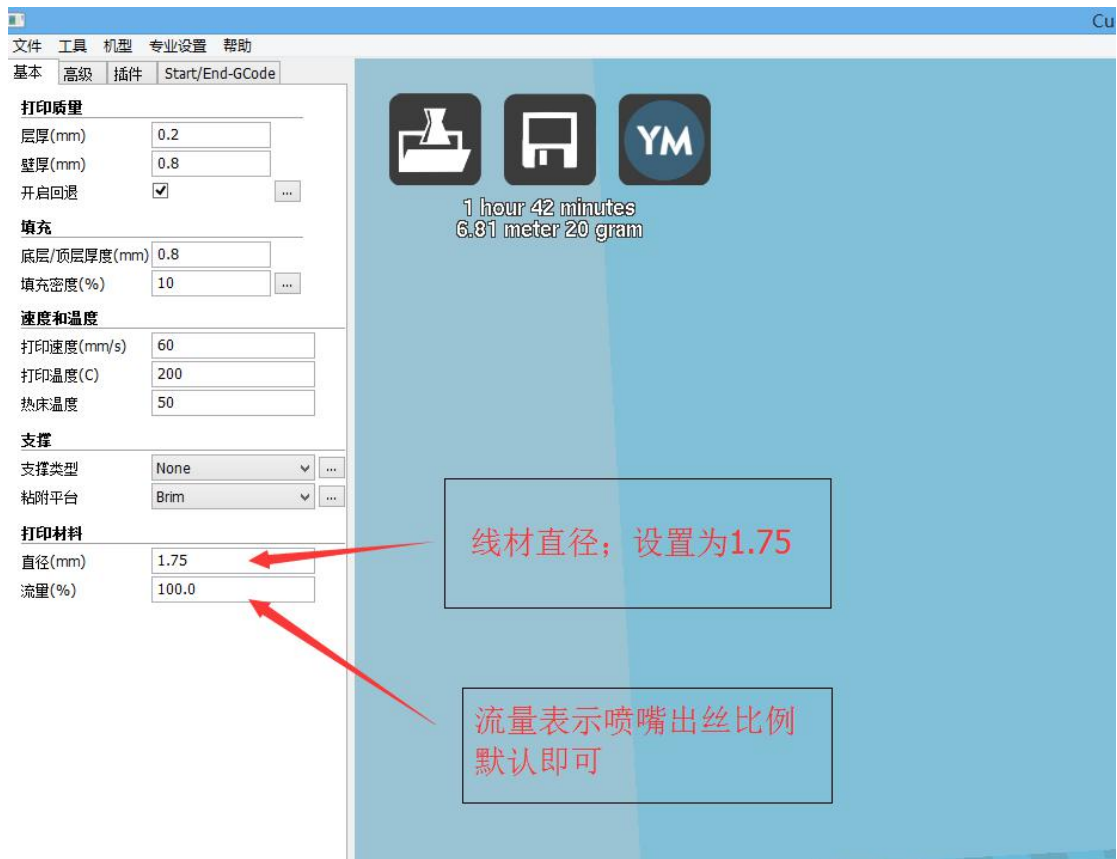 Cu
文件 工具 机型 专业设置 帮助
基本 高级 插件 Start/End-GCode
打印质量
层厚(mm) 0.2
壁厚(mm) 0.8
开启回退 ...
填充
底层/顶层厚度(mm) 0.8
填充密度(%) 10 ...
速度和温度
打印速度(mm/s) 60
打印温度(C) 200
热床温度 50
支撑
支撑类型 None ...
粘附平台 Brim ...
打印材料
直径(mm) 1.75
流量(%) 100.0
YM
1 hour 42 minutes
6.81 meter 20 gram
线材直径；设置为1.75
流量表示喷嘴出丝比例
默认即可